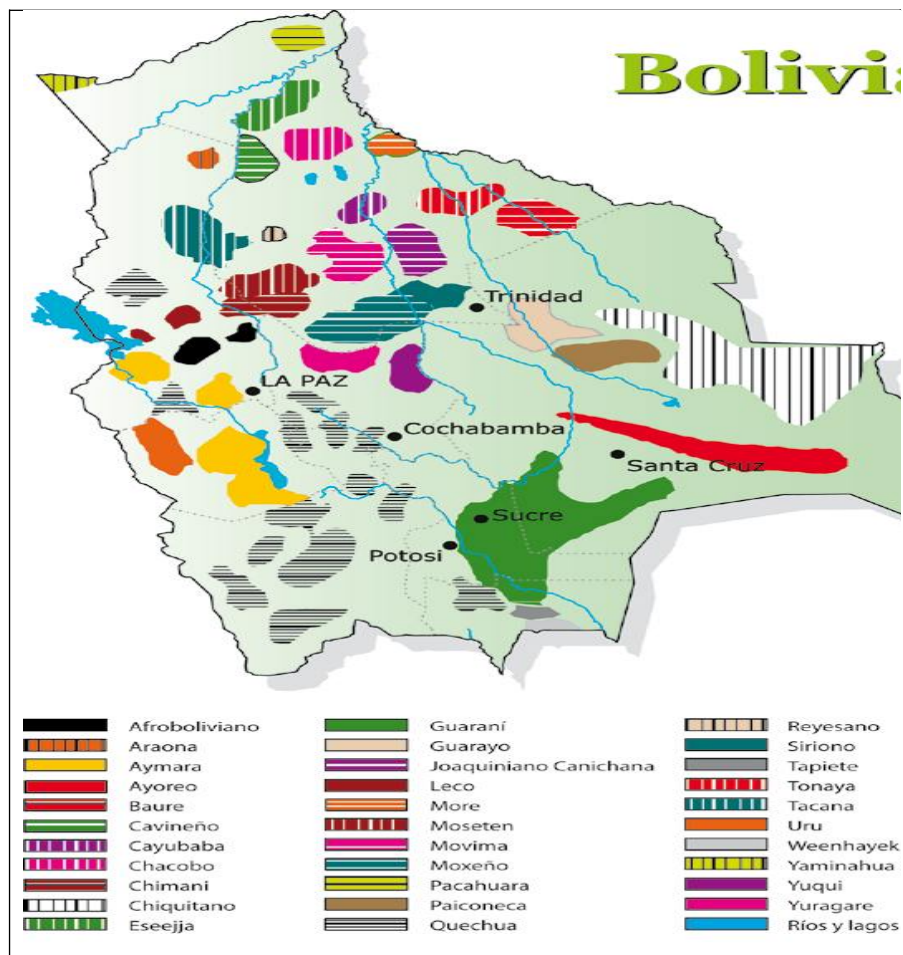 Bolivia
Trinidad
LA PAZ
Cochabamba
Santa Cruz
Sucre
Potosi
Afroboliviano
Araona
Aymara
Ayoreo
Baure
Cavineño
Cayubaba
Chacobo
Chimani
Chiquitano
Eseejja
Guaraní
Guarayo
Joaquiniano Canichana
Leco
More
Moseten
Movima
Moxeño
Pacahuara
Paiconeca
Quechua
Reyesano
Siriono
Tapiete
Tonaya
Tacana
Uru
Weenhayek
Yaminahua
Yuqui
Yuragare
Ríos y lagos